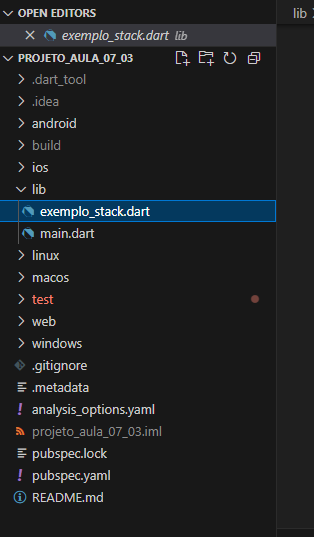 OPEN EDITORS
exemplo_stack.dart lib
lib
PROJETO_AULA_07_03
.dart_tool
.idea
android
build
ios
lib
exemplo_stack.dart
main.dart
linux
macos
test
web
windows
.gitignore
.metadata
analysis_options.yaml
projeto_aula_07_03.iml
pubspec.lock
pubspec.yaml
README.md